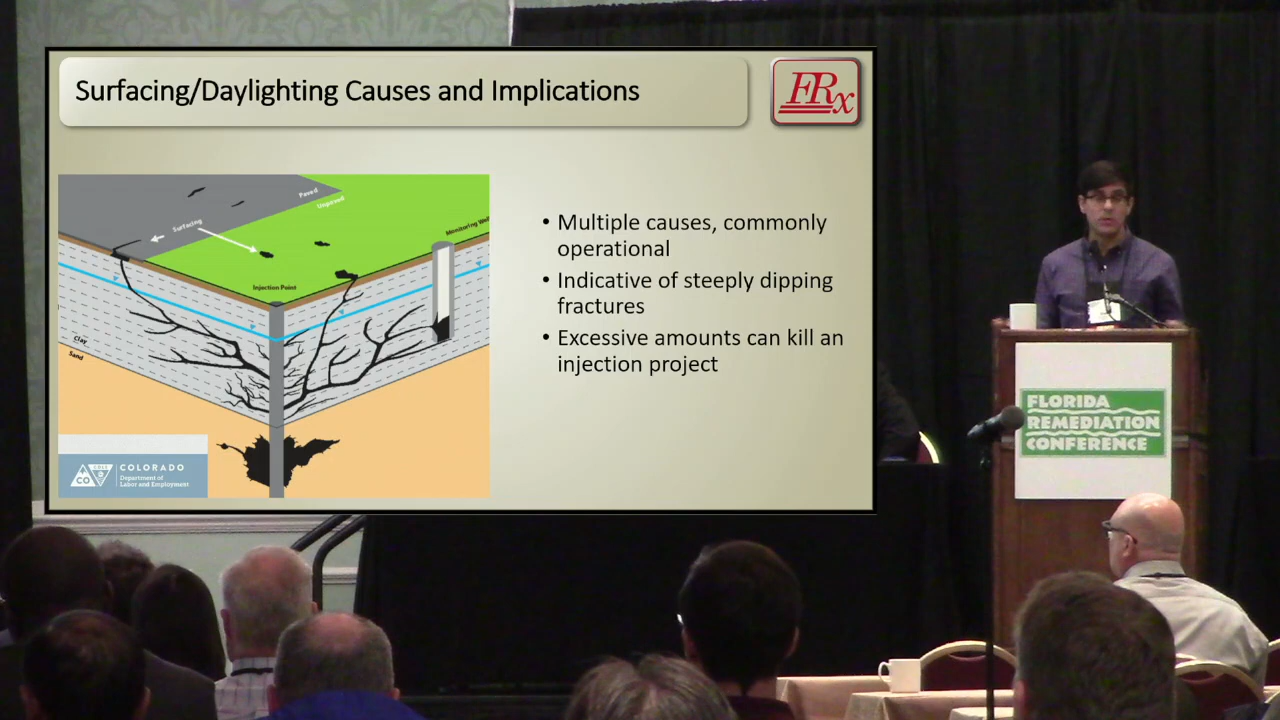 Surfacing/Daylighting Causes and Implications
FRx
Paved
Unpaved
Surfacing
Monitoring Well
Injection Point
Clay
Sand
COLORADO
Department of
Labor and Employment
CO
CDLE
• Multiple causes, commonly
operational
• Indicative of steeply dipping
fractures
• Excessive amounts can kill an
injection project
FLORIDA
REMEDIATION
CONFERENCE